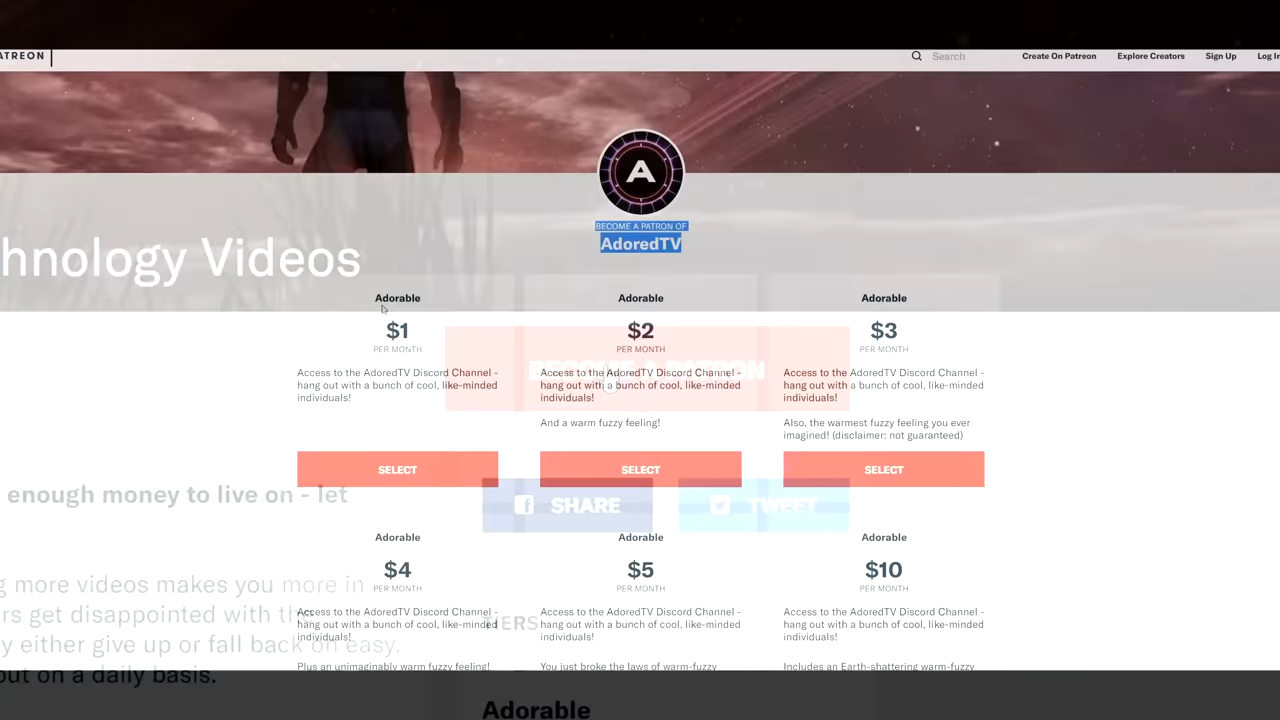 ATREON
Search
Create On Patreon
Explore Creators
Sign Up
Log In
A
BECOME A PATRON OF
AdoredTV
hnology Videos
Adorable
$1
PER MONTH
Access to the AdoredTV Discord Channel -
hang out with a bunch of cool, like-minded
individuals!
SELECT
Adorable
$2
PER MONTH
Access to the AdoredTV Discord Channel -
hang out with a bunch of cool, like-minded
individuals!
And a warm fuzzy feeling!
SELECT
Adorable
$3
PER MONTH
Access to the AdoredTV Discord Channel -
hang out with a bunch of cool, like-minded
individuals!
Also, the warmest fuzzy feeling you ever
imagined! (disclaimer: not guaranteed)
SELECT
BECOME A PATRON
enough money to live on - let
SHARE
TWEET
Adorable
$4
PER MONTH
Access to the AdoredTV Discord Channel -
hang out with a bunch of cool, like-minded
individuals!
Plus an unimaginably warm fuzzy feeling!
Adorable
$5
PER MONTH
Access to the AdoredTV Discord Channel -
hang out with a bunch of cool, like-minded
individuals!
You just broke the laws of warm-fuzzy
Adorable
$10
PER MONTH
Access to the AdoredTV Discord Channel -
hang out with a bunch of cool, like-minded
individuals!
Includes an Earth-shattering warm-fuzzy
g more videos makes you more in
rs get disappointed with
y either give up or fall back on easy.
out on a daily basis.
TIERS
Adorable